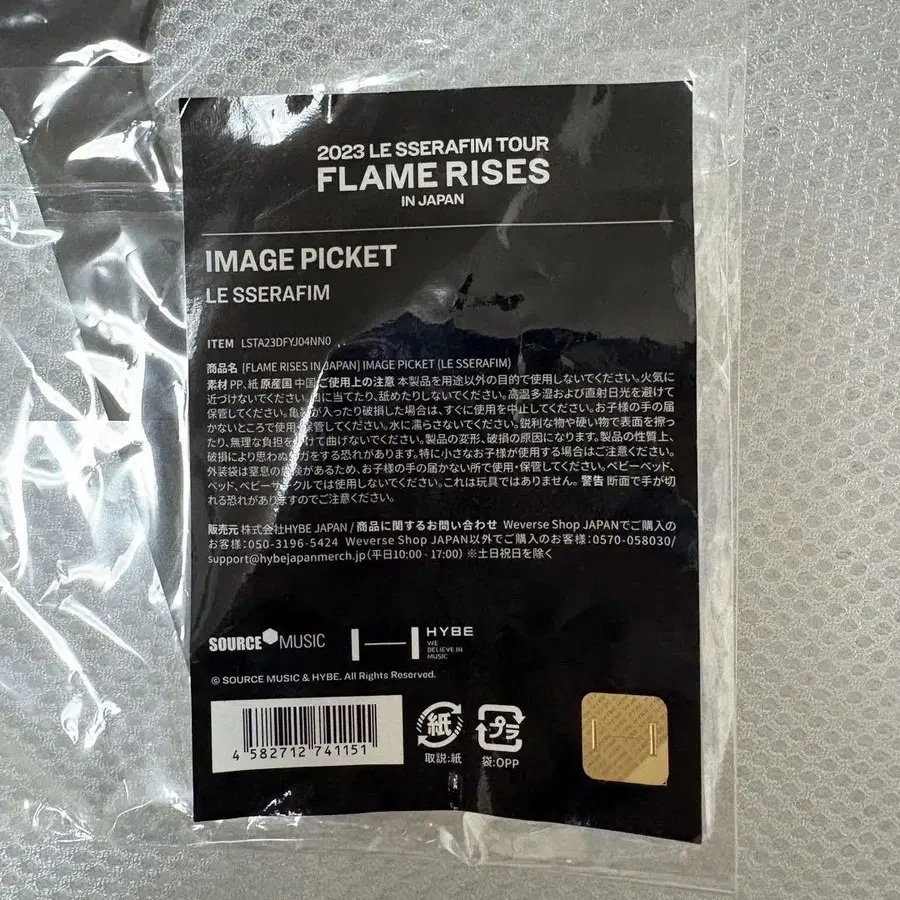 2023 LE SSERAFIM TOUR
FLAME RISES
IN JAPAN
IMAGE PICKET
LE SSERAFIM
ITEM LSTA23DFYJ04NN0
商品名 [FLAME RISES IN JAPAN] IMAGE PICKET (LE SSERAFIM)
素材 PP、紙 原産国 中国 ご使用上の注意 本製品を用途以外の目的で使用しないでください。火気に
近づけないでください。口に当てたり、舐めたりしないでください。高温多湿および直射日光を避けて
保管してください。亀裂が入ったり破損した場合は、すぐに使用を中止してください。お子様の手の届
かないところで使用・保管してください。水に濡らさないでください。鋭利な物や硬い物で表面を擦っ
たり、無理な負担をかけて曲げないでください。製品の変形、破損の原因になります。製品の性質上、
破損により思わぬケガをする恐れがあります。特に小さなお子様が使用する場合はご注意ください。
外装袋は窒息の危険があるため、お子様の手の届かない所で使用・保管してください。ベビーベッド、
ベッド、ベビーサークルでは使用しないでください。これは玩具ではありません。 警告 断面で手が切
れる恐れがありますのでご注意ください。
販売元 株式会社HYBE JAPAN / 商品に関するお問い合わせ Weverse Shop JAPANでご購入の
お客様：050-3196-5424 Weverse Shop JAPAN以外でご購入のお客様：0570-058030/
support@hybejapanmerch.jp (平日10:00 - 17:00) ※土日祝日を除く
SOURCE MUSIC
HYBE
WE
BELIEVE IN
MUSIC
© SOURCE MUSIC & HYBE. All Rights Reserved.
4 582712 741151
紙
プラ
取説：紙
袋：OPP